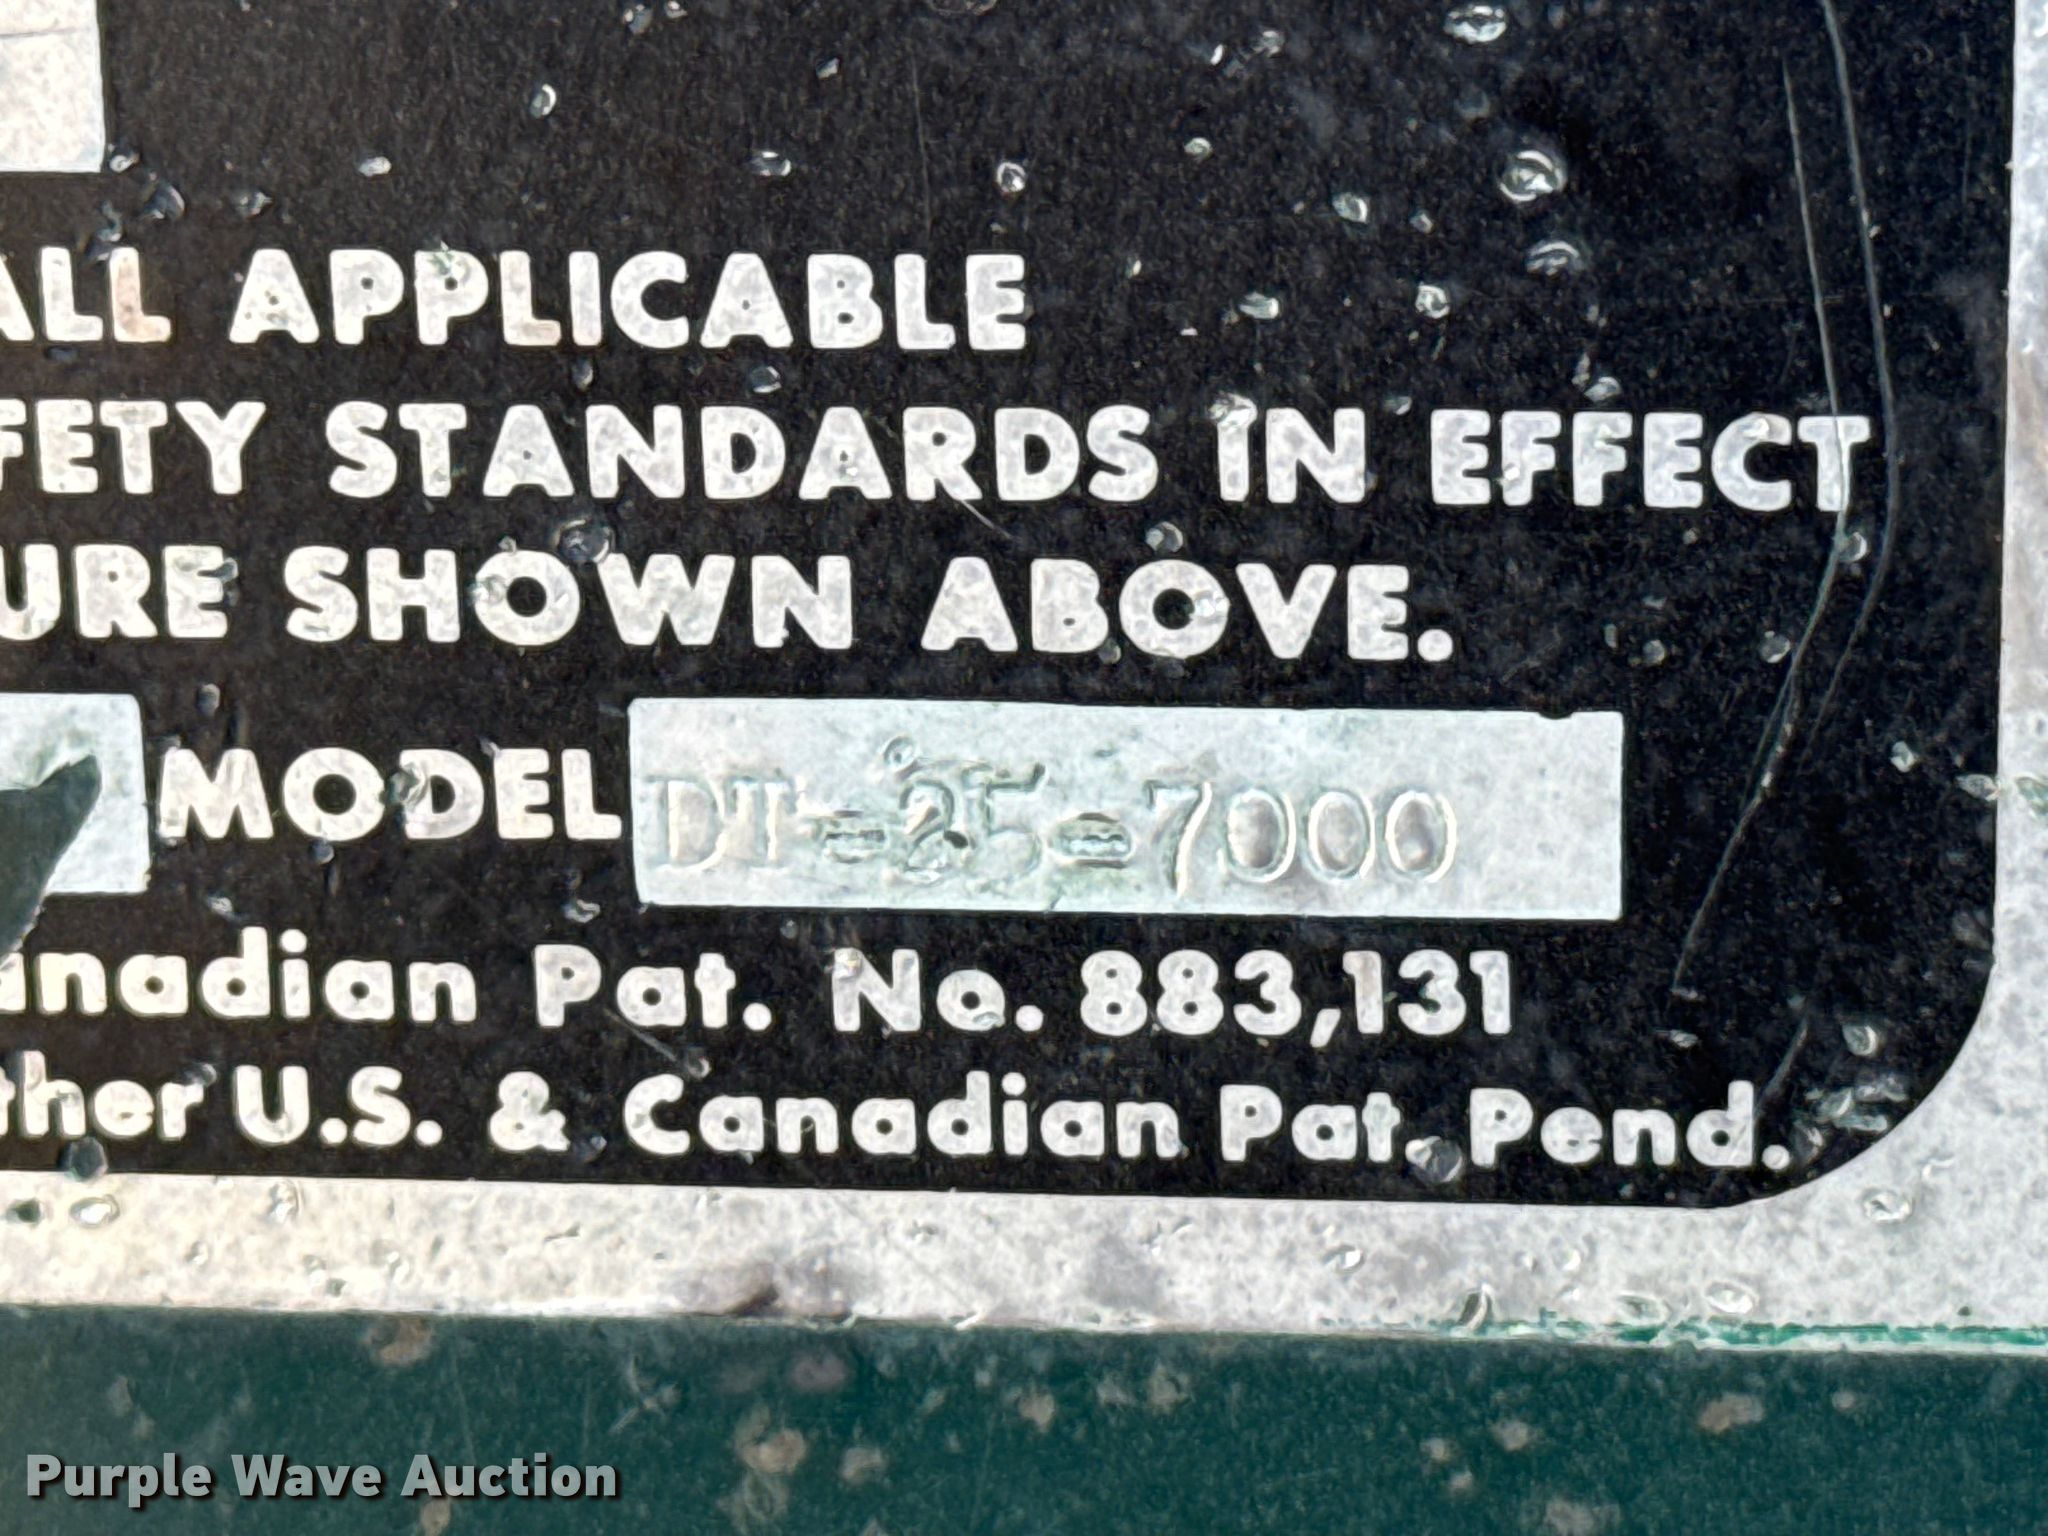 ALL APPLICABLE
FETY STANDARDS IN EFFECT
URE SHOWN ABOVE.
MODEL DT-25-7000
anadian Pat. No. 883,131
ther U.S. & Canadian Pat. Pend.
Purple Wave Auction